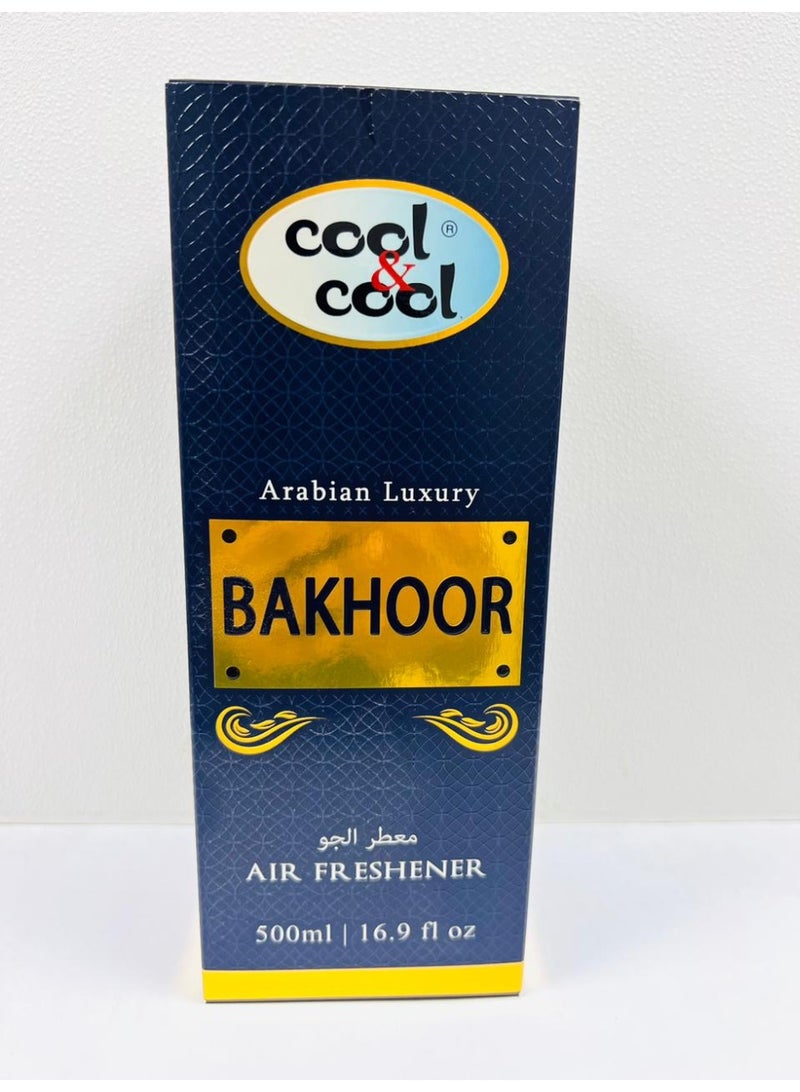 cool ®
&
cool
Arabian Luxury
BAKHOOR
معطر الجو
AIR FRESHENER
500ml | 16.9 fl oz